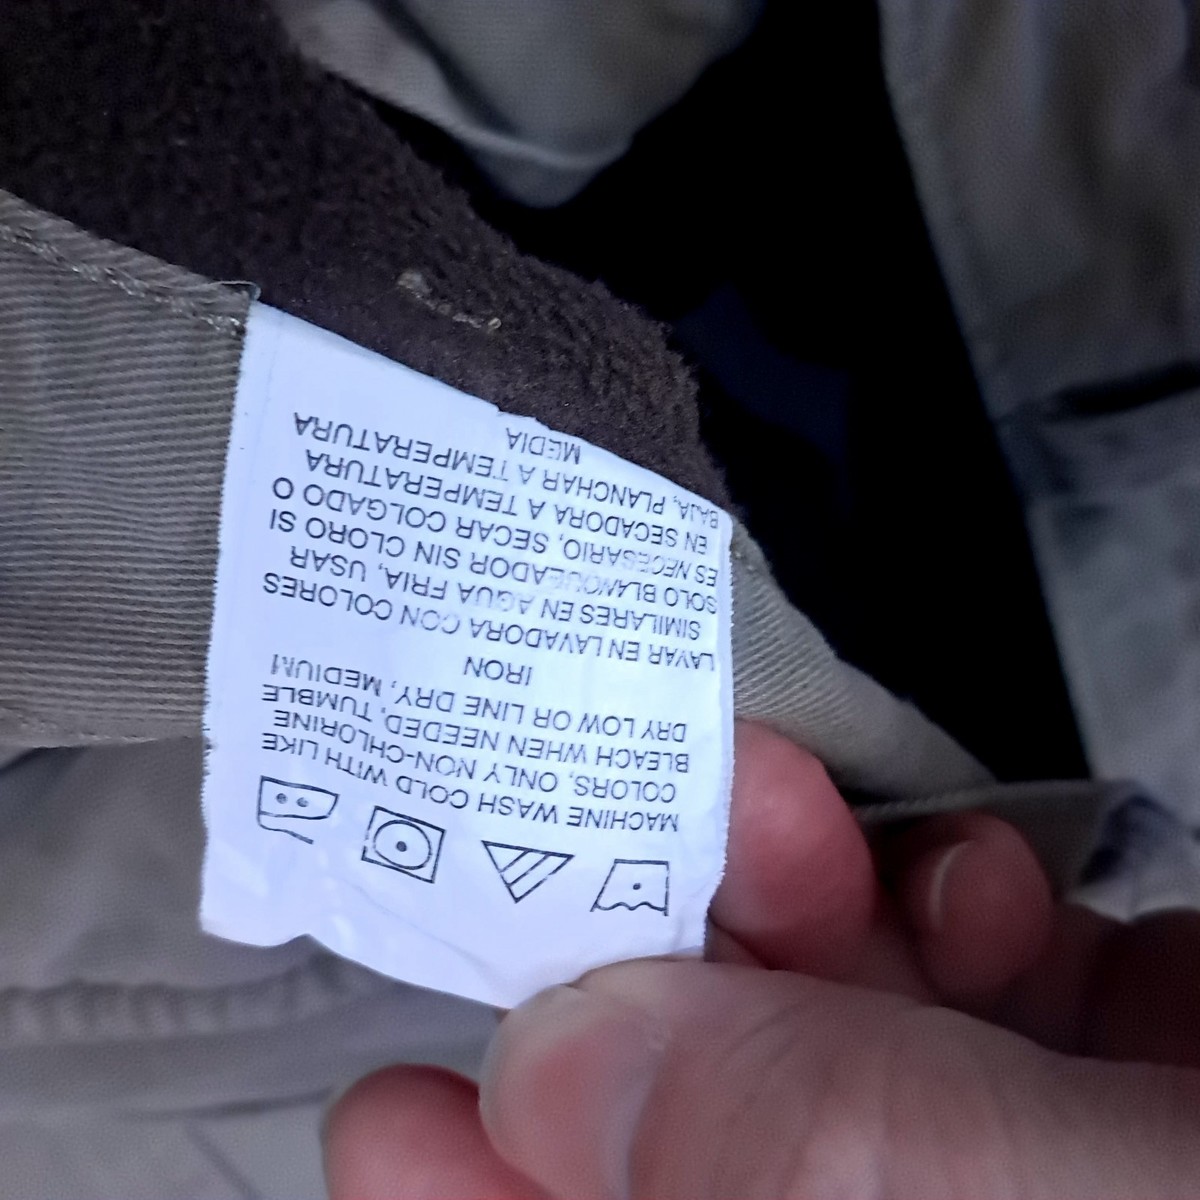 MACHINE WASH COLD WITH LIKE
COLORS, ONLY NON-CHLORINE
BLEACH WHEN NEEDED, TUMBLE
DRY LOW OR LINE DRY, MEDIUM
IRON
LAVAR EN LAVADORA CON COLORES
SIMILARES EN AGUA FRIA, USAR
SOLO BLANQUEADOR SIN CLORO SI
ES NECESARIO, SECAR COLGADO O
EN SECADORA A TEMPERATURA
BAJA, PLANCHAR A TEMPERATURA
MEDIA